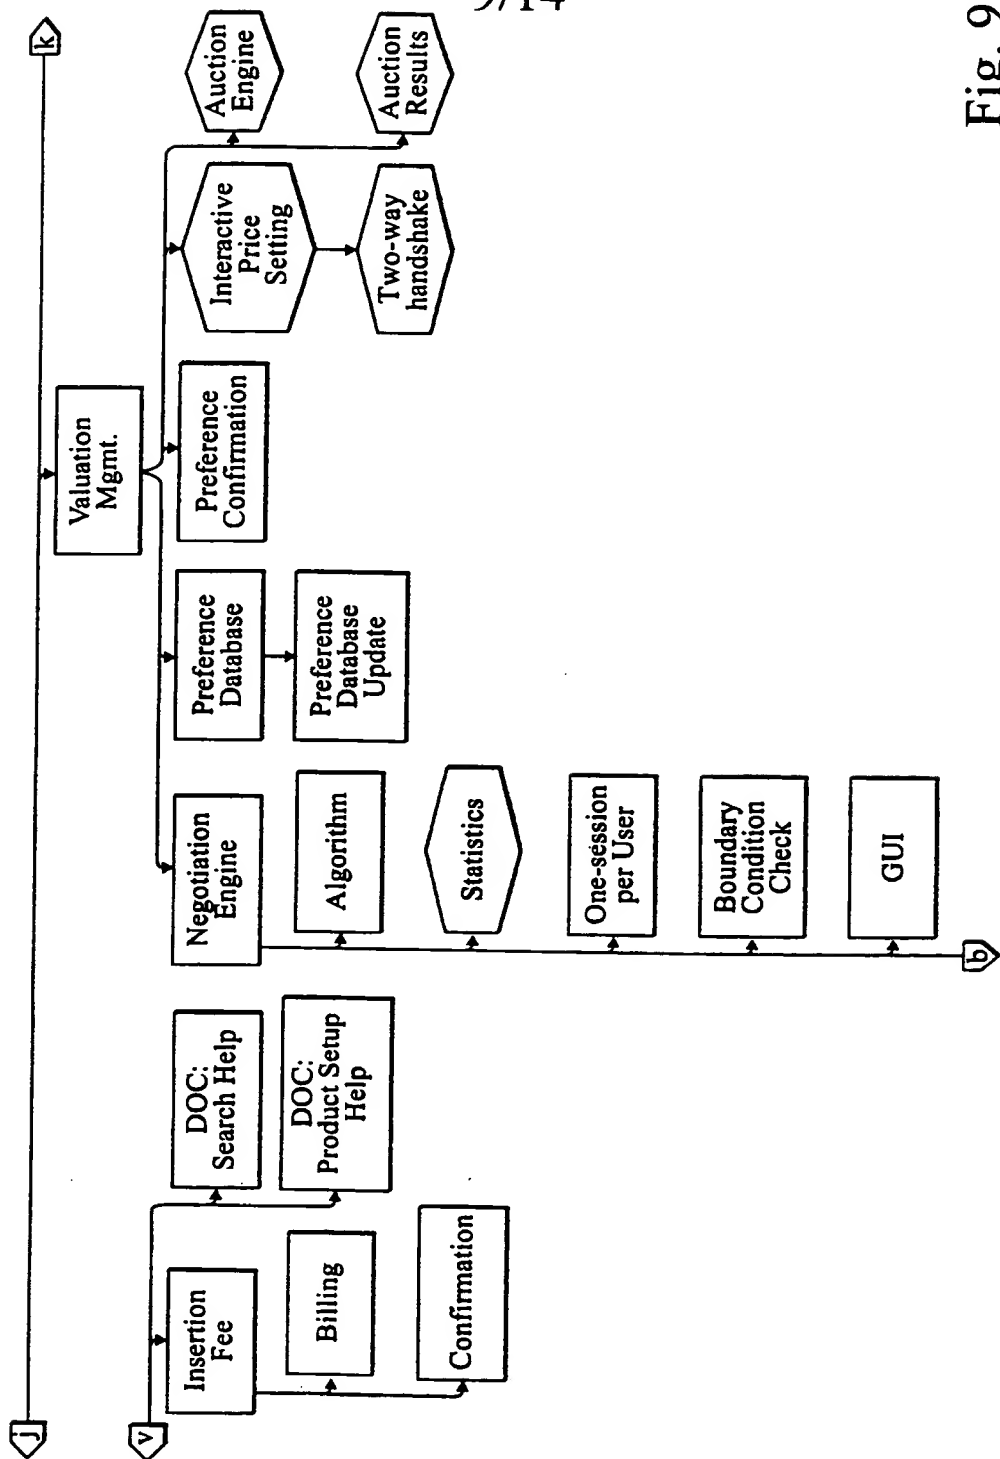 9/14
j
k
Valuation
Mgmt.
v
Insertion
Fee
Billing
Confirmation
DOC:
Search Help
DOC:
Product Setup
Help
Negotiation
Engine
Algorithm
Statistics
One-session
per User
Boundary
Condition
Check
GUI
b
Preference
Database
Preference
Database
Update
Preference
Confirmation
Interactive
Price
Setting
Two-way
handshake
Auction
Engine
Auction
Results
Fig. 9